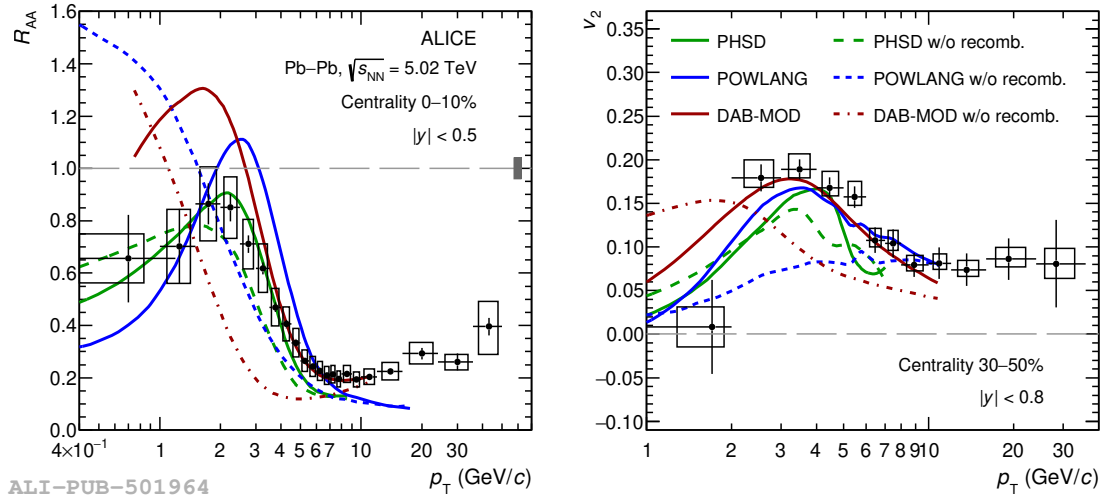 R_AA
1.6
1.4
1.2
1.0
0.8
0.6
0.4
0.2
0.0
ALICE
Pb–Pb, √s_NN = 5.02 TeV
Centrality 0–10%
|y| < 0.5
4×10⁻¹ 1 2 3 4 5 6 7 10 20 30
p_T (GeV/c)
v_2
0.35
0.30
0.25
0.20
0.15
0.10
0.05
0.00
−0.05
−0.10
PHSD PHSD w/o recomb.
POWLANG POWLANG w/o recomb.
DAB-MOD DAB-MOD w/o recomb.
Centrality 30–50%
|y| < 0.8
1 2 3 4 5 6 7 8 910 20 30
p_T (GeV/c)
ALI-PUB-501964